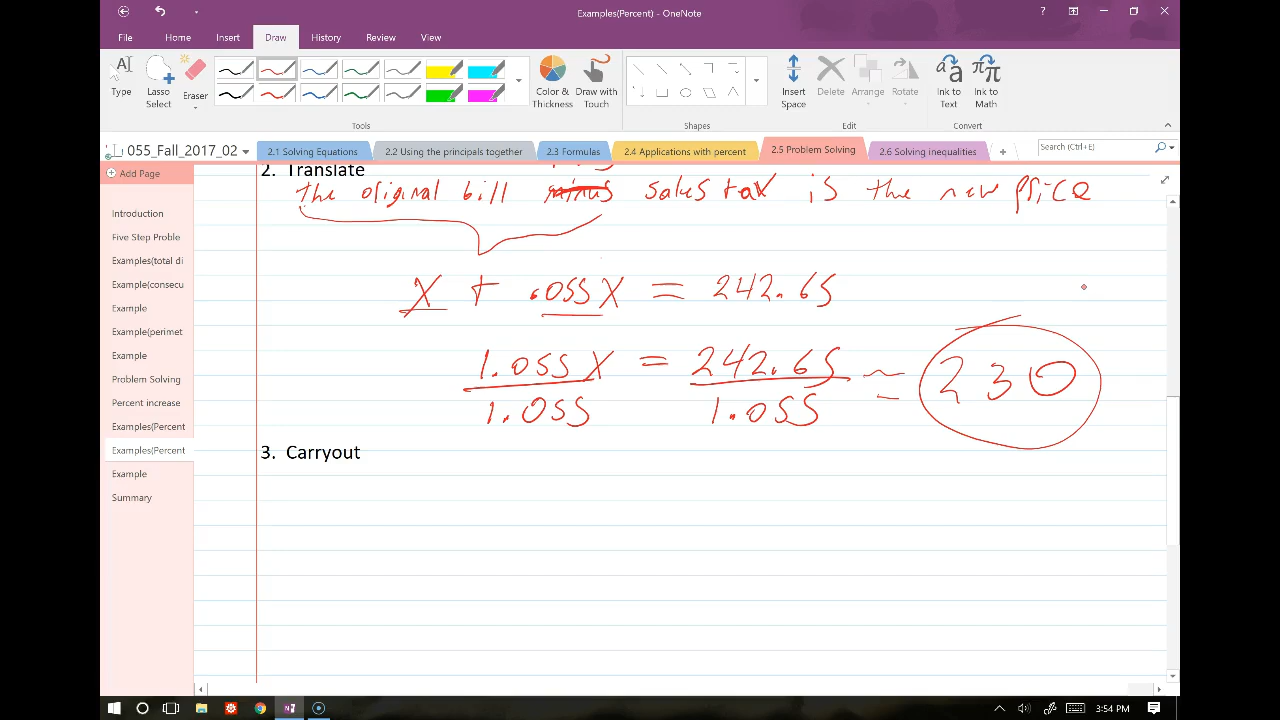 Examples(Percent) - OneNote
?
File Home Insert Draw History Review View
Type
Lasso Select
Eraser
Color & Thickness
Draw with Touch
Insert Space
Delete
Arrange
Rotate
Ink to Text
Ink to Math
Tools
Shapes
Edit
Convert
055_Fall_2017_02
2.1 Solving Equations
2.2 Using the principals together
2.3 Formulas
2.4 Applications with percent
2.5 Problem Solving
2.6 Solving inequalities
+
Search (Ctrl+E)
Add Page
Introduction
Five Step Proble
Examples(total di
Examples(consecu
Example
Example(perimet
Example
Problem Setting
Percent increase
Examples(Percent
Examples(Percent
Example
Summary
2. Translate
the original bill minus sales tax is the new price
X + .055X = 242.65
1.055X = 242.65 ≈ 230
1.055 1.055
3. Carryout
3:54 PM